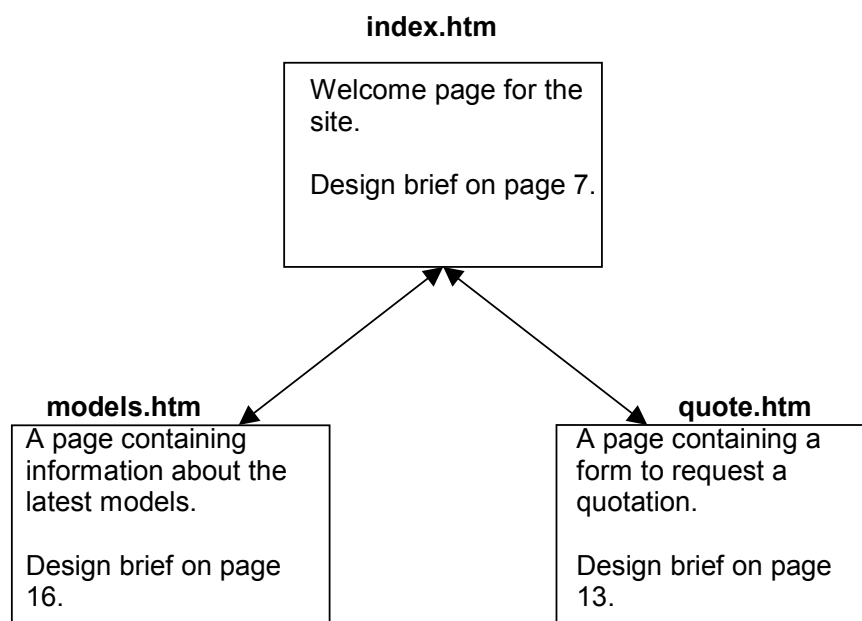 index.htm
Welcome page for the
site.
Design brief on page 7.
models.htm
A page containing
information about the
latest models.
Design brief on page
16.
quote.htm
A page containing a
form to request a
quotation.
Design brief on page
13.